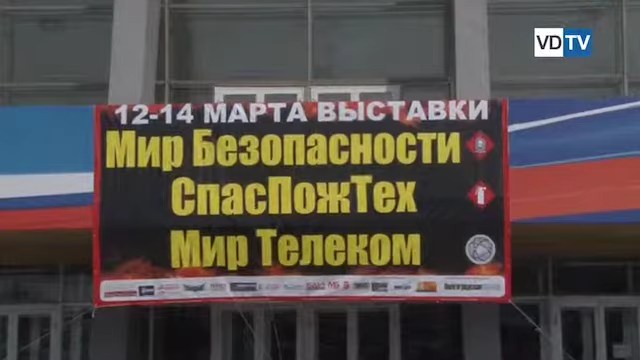 VDTV
12-14 МАРТА ВЫСТАВКИ
Мир Безопасности
СпасПожТех
Мир Телеком